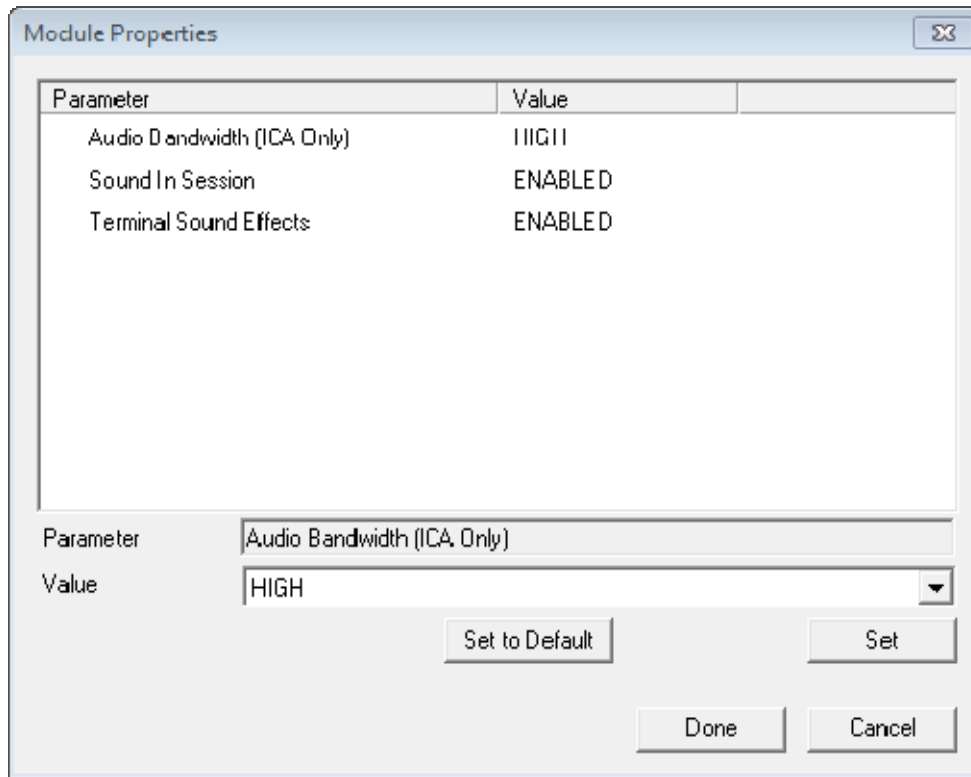 Module Properties
Parameter Value
Audio Bandwidth (ICA Only) HIGH
Sound In Session ENABLED
Terminal Sound Effects ENABLED
Parameter Audio Bandwidth (ICA Only)
Value HIGH
Set to Default Set
Done Cancel